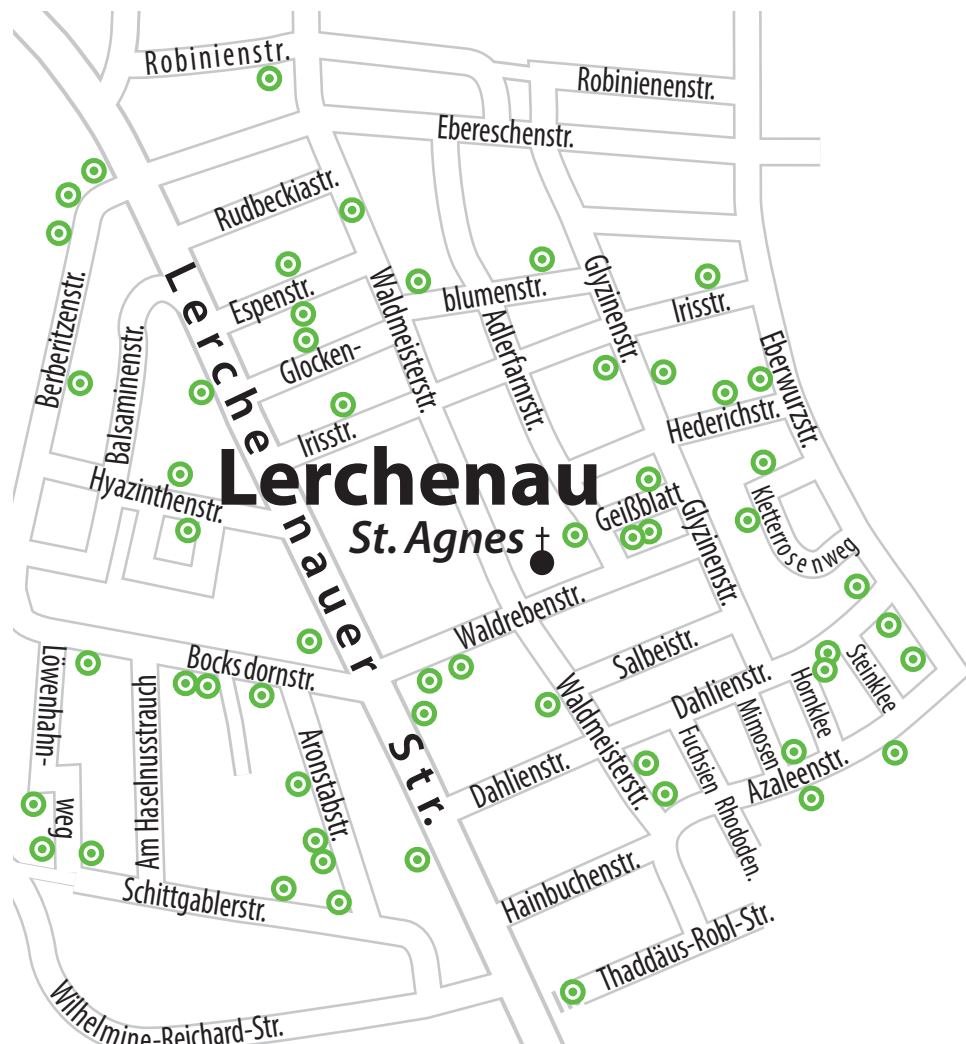 Robinienstr.
Robinienenstr.
Ebereschenstr.
Rudbeckiastr.
Espenstr.
Glocken-
blumenstr.
Waldmeisterstr.
Adlerfarnrstr.
Glyzinenstr.
Irisstr.
Eberwurzstr.
Berberitzenstr.
Balsaminenstr.
Lerchenauer Str.
Irisstr.
Hederichstr.
Hyazinthenstr.
Lerchenau
St. Agnes
Geißblatt
Glyzinenstr.
Kletterrosenweg
Waldrebenstr.
Salbeistr.
Steinklee
Hornklee
Löwenhahn-
weg
Bocksdornstr.
Am Haselnusstrauch
Aronstabstr.
Waldmeisterstr.
Dahlienstr.
Mimosen
Fuchsien
Dahlienstr.
Azaleenstr.
Rhododen.
Schittgablerstr.
Hainbuchenstr.
Thaddäus-Robl-Str.
Wilhelmine-Reichard-Str.